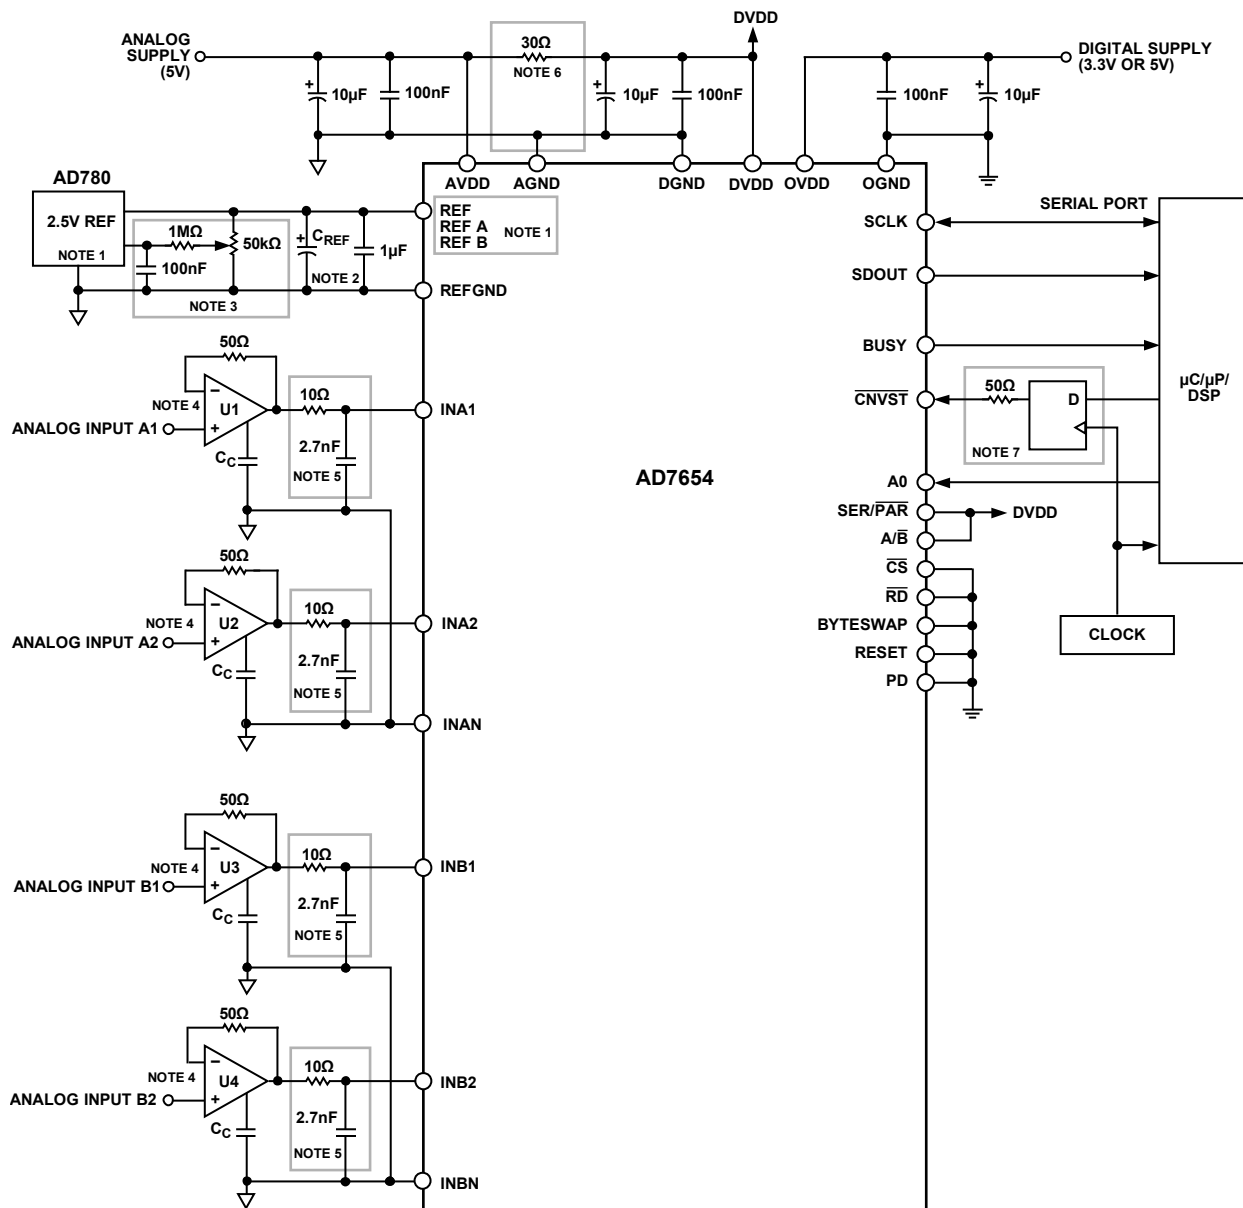 DVDD
ANALOG
SUPPLY
(5V)
30Ω
NOTE 6
DIGITAL SUPPLY
(3.3V OR 5V)
+
10µF
100nF
+
10µF
100nF
100nF
+
10µF
AVDD
AGND
DGND
DVDD
OVDD
OGND
AD780
2.5V REF
NOTE 1
1MΩ
50kΩ
100nF
NOTE 3
+
CREF
NOTE 2
1µF
REF
REF A
REF B
NOTE 1
REFGND
SCLK
SERIAL PORT
SDOUT
BUSY
CNVST
50Ω
D
NOTE 7
µC/µP/
DSP
50Ω
NOTE 4
−
U1
+
ANALOG INPUT A1
CC
10Ω
2.7nF
NOTE 5
INA1
AD7654
A0
SER/PAR
DVDD
A/B
CS
RD
BYTESWAP
RESET
PD
CLOCK
50Ω
NOTE 4
−
U2
+
ANALOG INPUT A2
CC
10Ω
2.7nF
NOTE 5
INA2
INAN
50Ω
NOTE 4
−
U3
+
ANALOG INPUT B1
CC
10Ω
2.7nF
NOTE 5
INB1
50Ω
NOTE 4
−
U4
+
ANALOG INPUT B2
CC
10Ω
2.7nF
NOTE 5
INB2
INBN